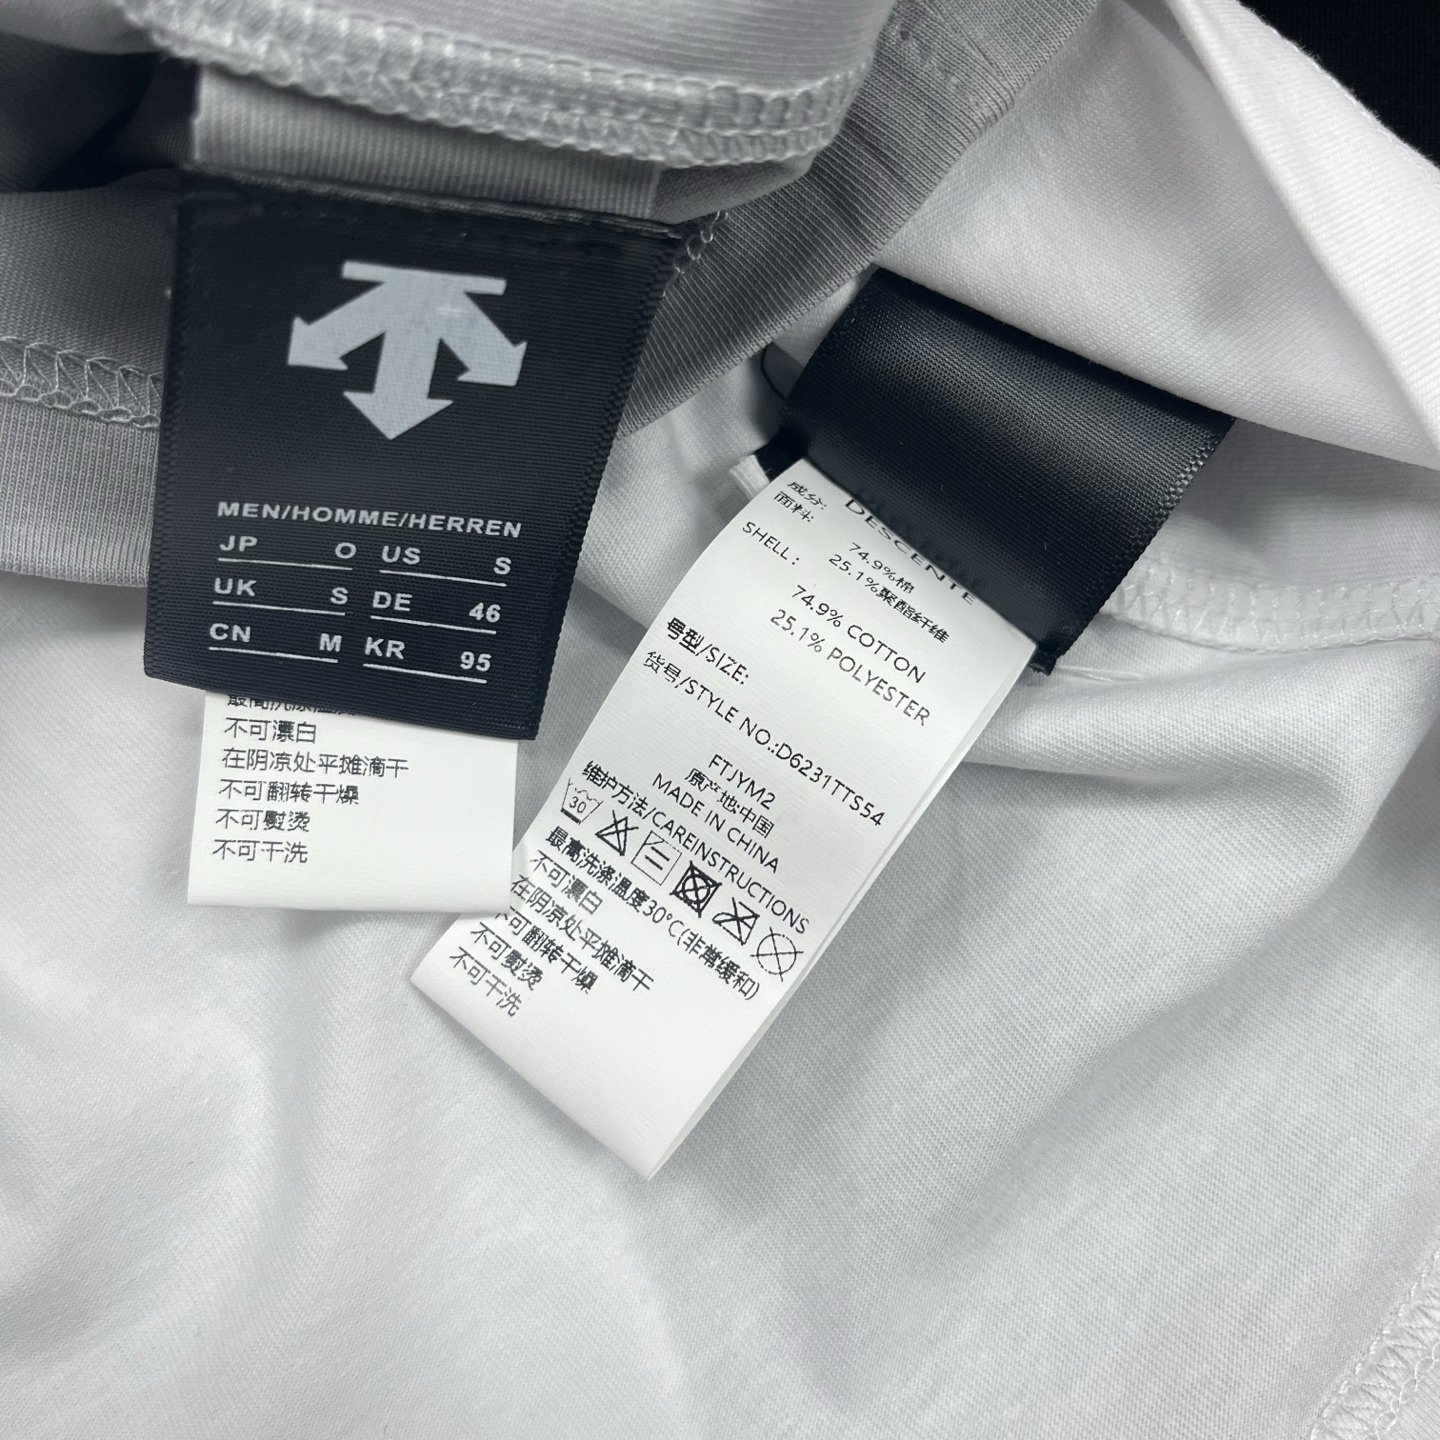 MEN/HOMME/HERREN
JP O US S
UK S DE 46
CN M KR 95
不可漂白
在阴凉处平摊滴干
不可翻转干燥
不可熨烫
不可干洗
DESCENTE
成分:
面料:
74.9%棉
25.1%聚酯纤维
SHELL:
74.9% COTTON
25.1% POLYESTER
号型/SIZE:
货号/STYLE NO.:D6231TTS54
FTJYM2
原产地:中国
MADE IN CHINA
维护方法/CAREINSTRUCTIONS
30
最高洗涤温度30°C(非常缓和)
不可漂白
在阴凉处平摊滴干
不可翻转干燥
不可熨烫
不可干洗